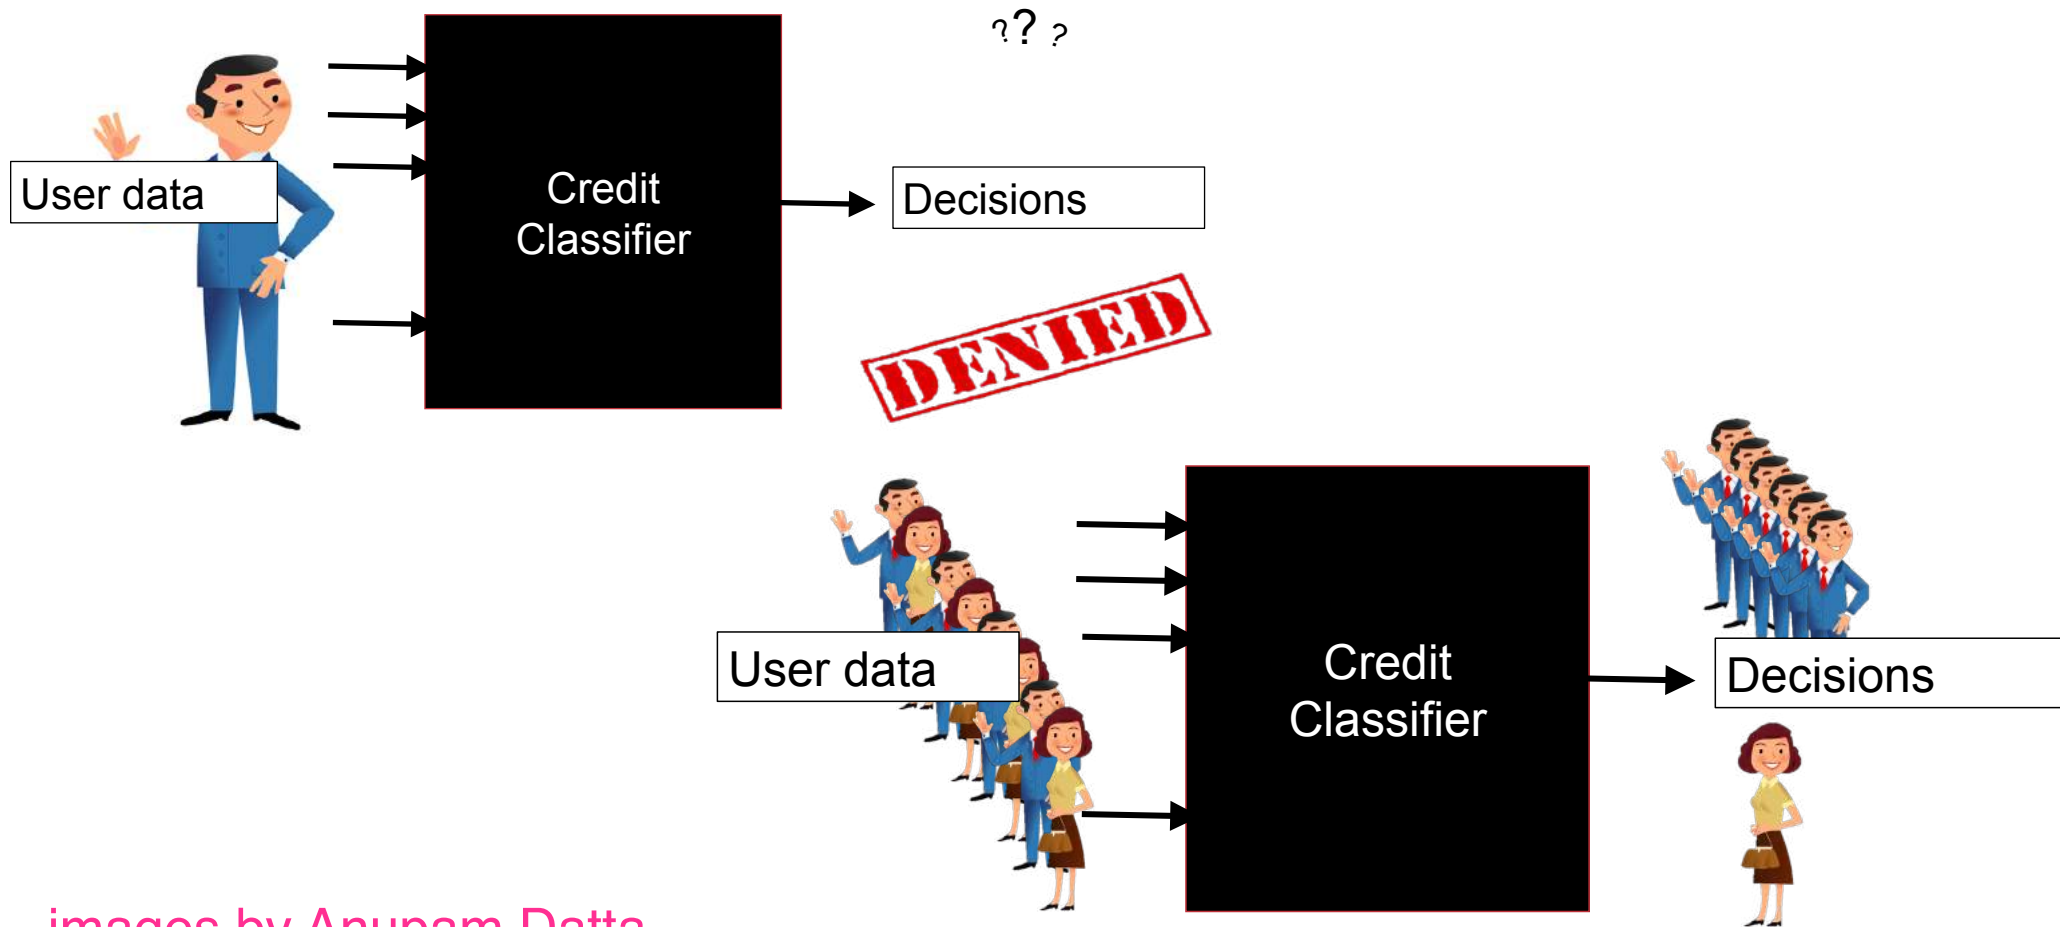 ?? ?
User data
Credit
Classifier
Decisions
DENIED
User data
Credit
Classifier
Decisions
images by Anupam Datta